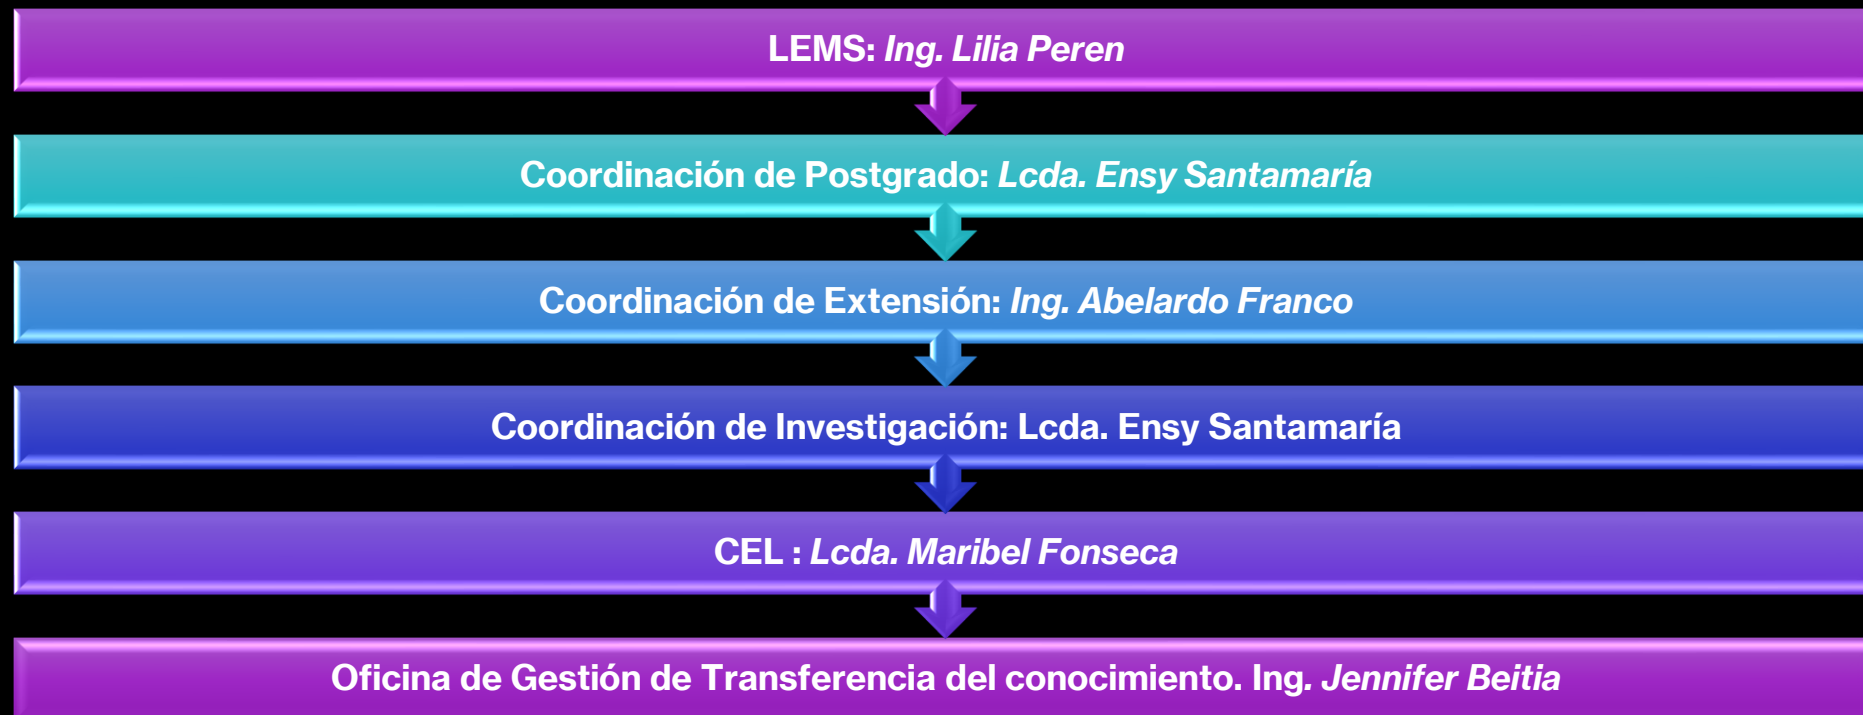 LEMS: Ing. Lilia Peren
Coordinación de Postgrado: Lcda. Ensy Santamaría
Coordinación de Extensión: Ing. Abelardo Franco
Coordinación de Investigación: Lcda. Ensy Santamaría
CEL : Lcda. Maribel Fonseca
Oficina de Gestión de Transferencia del conocimiento. Ing. Jennifer Beitia